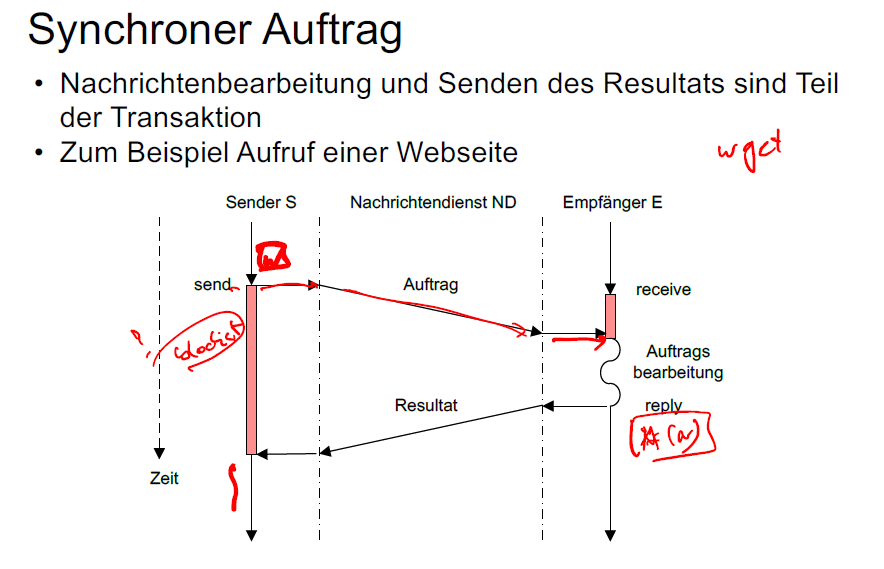 Synchroner Auftrag
• Nachrichtenbearbeitung und Senden des Resultats sind Teil
der Transaktion
• Zum Beispiel Aufruf einer Webseite
wget
Sender S
Nachrichtendienst ND
Empfänger E
send
Auftrag
receive
Auftrags
bearbeitung
Resultat
reply
Zeit